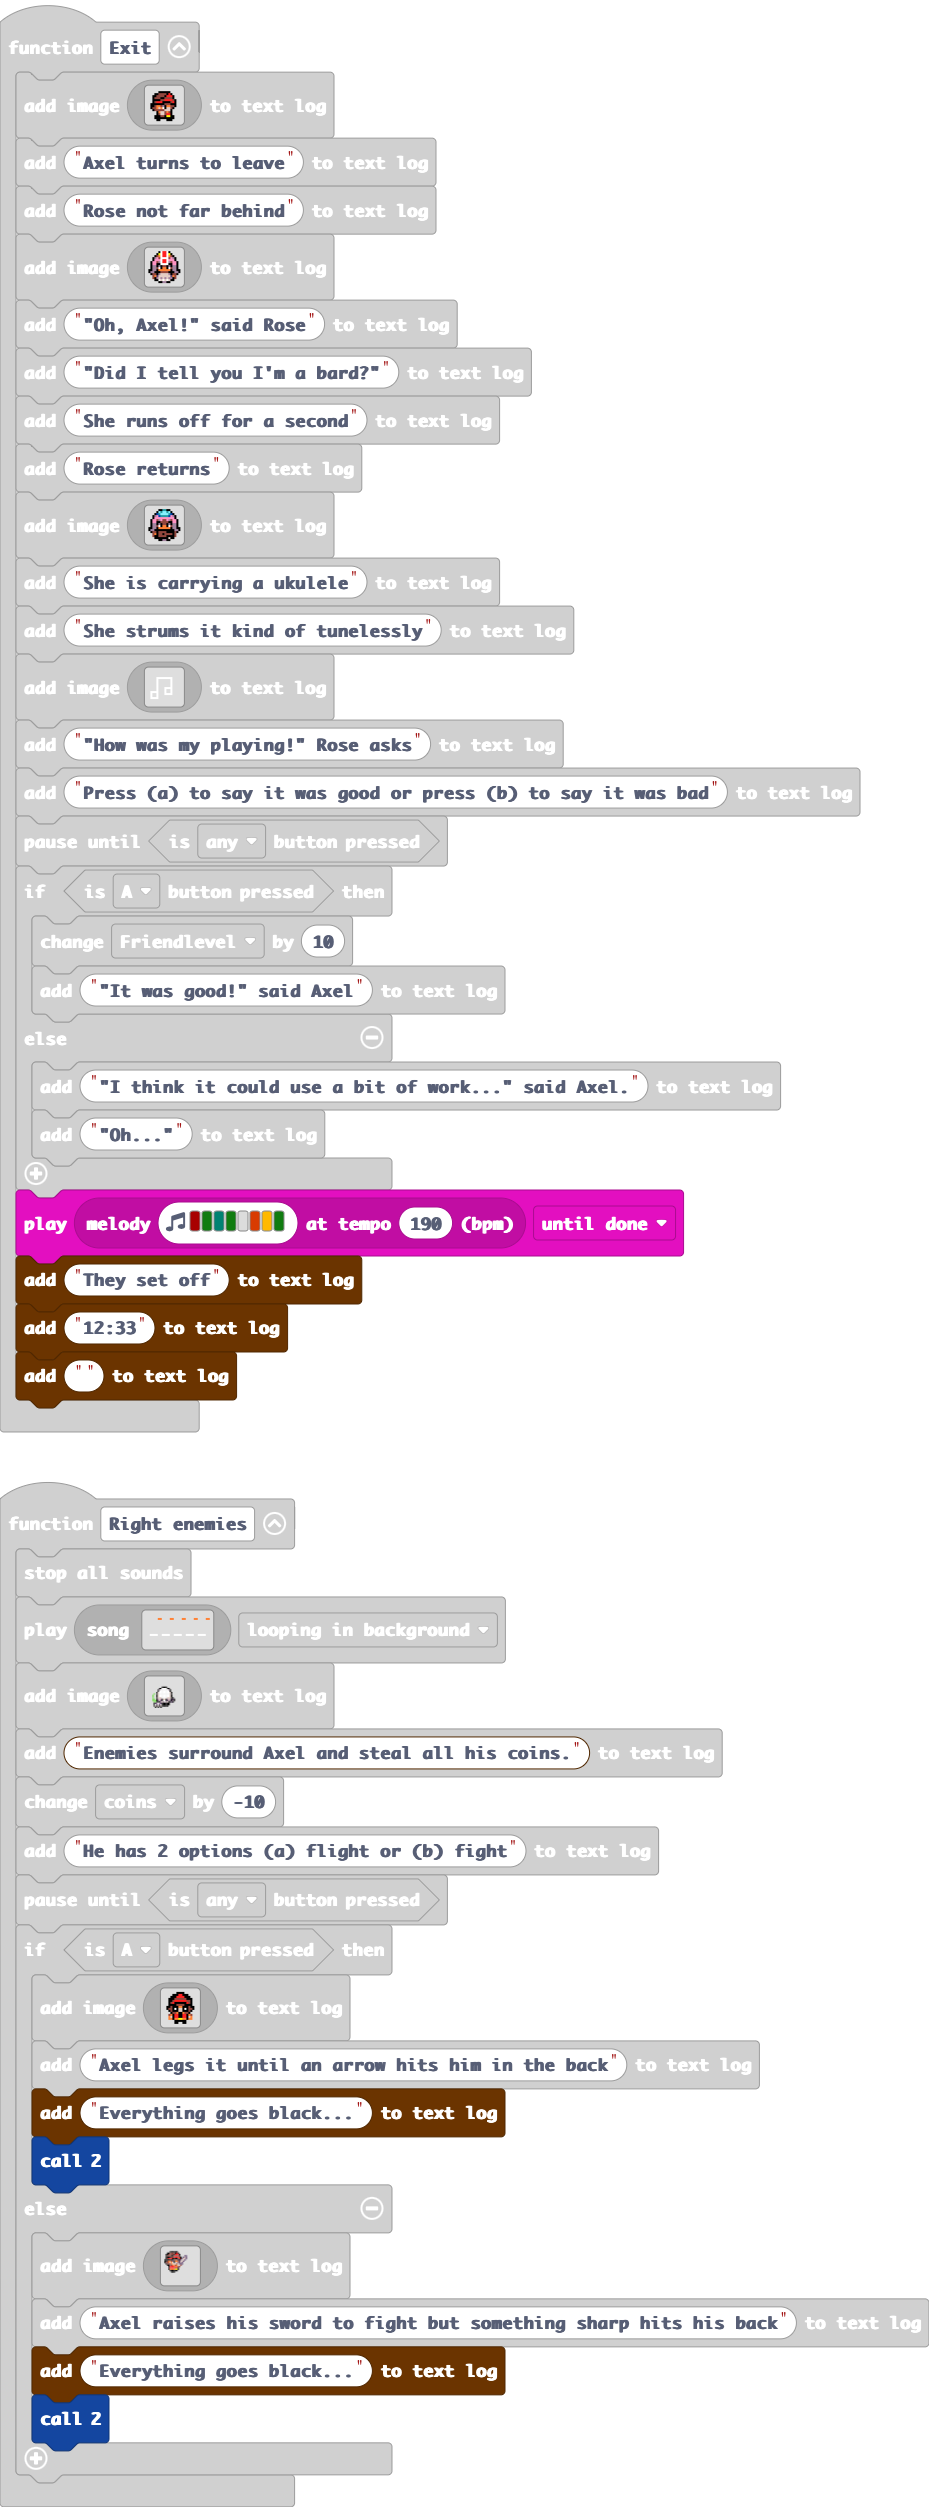 function Exit
add image to text log
add "Axel turns to leave" to text log
add "Rose not far behind" to text log
add image to text log
add ""Oh, Axel!" said Rose" to text log
add ""Did I tell you I'm a bard?"" to text log
add "She runs off for a second" to text log
add "Rose returns" to text log
add image to text log
add "She is carrying a ukulele" to text log
add "She strums it kind of tunelessly" to text log
add image to text log
add ""How was my playing!" Rose asks" to text log
add "Press (a) to say it was good or press (b) to say it was bad" to text log
pause until is any button pressed
if is A button pressed then
change Friendlevel by 10
add ""It was good!" said Axel" to text log
else
add ""I think it could use a bit of work..." said Axel." to text log
add ""Oh..."" to text log
play melody at tempo 190 (bpm) until done
add "They set off" to text log
add "12:33" to text log
add " " to text log
function Right enemies
stop all sounds
play song looping in background
add image to text log
add "Enemies surround Axel and steal all his coins." to text log
change coins by -10
add "He has 2 options (a) flight or (b) fight" to text log
pause until is any button pressed
if is A button pressed then
add image to text log
add "Axel legs it until an arrow hits him in the back" to text log
add "Everything goes black..." to text log
call 2
else
add image to text log
add "Axel raises his sword to fight but something sharp hits his back" to text log
add "Everything goes black..." to text log
call 2